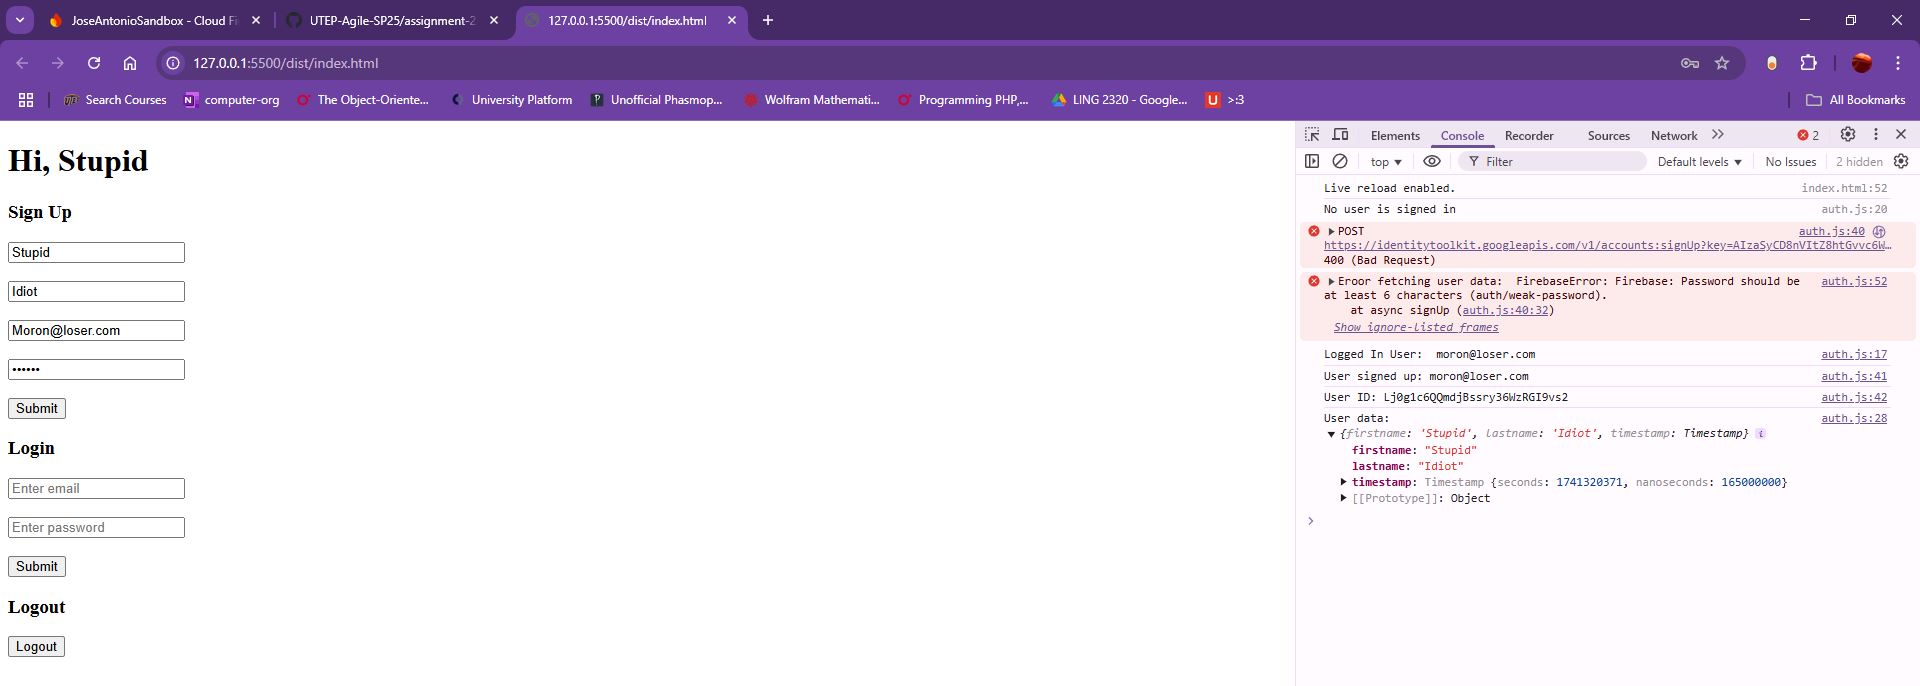 JoseAntonioSandbox - Cloud Fi
UTEP-Agile-SP25/assignment-2
127.0.0.1:5500/dist/index.html
127.0.0.1:5500/dist/index.html
Search Courses
computer-org
The Object-Oriente...
University Platform
Unofficial Phasmop...
Wolfram Mathemati...
Programming PHP,...
LING 2320 - Google...
>:3
All Bookmarks
Hi, Stupid
Sign Up
Stupid
Idiot
Moron@loser.com
••••••
Submit
Login
Enter email
Enter password
Submit
Logout
Logout
Elements Console Recorder Sources Network 2
top Filter Default levels No Issues 2 hidden
Live reload enabled. index.html:52
No user is signed in auth.js:20
POST auth.js:40
https://identitytoolkit.googleapis.com/v1/accounts:signUp?key=AIzaSyCD8nVItZ8htGvvc6W…
400 (Bad Request)
Eroor fetching user data:  FirebaseError: Firebase: Password should be auth.js:52
at least 6 characters (auth/weak-password).
at async signUp (auth.js:40:32)
Show ignore-listed frames
Logged In User:  moron@loser.com auth.js:17
User signed up: moron@loser.com auth.js:41
User ID: Lj0g1c6QQmdjBssry36WzRGI9vs2 auth.js:42
User data: auth.js:28
{firstname: 'Stupid', lastname: 'Idiot', timestamp: Timestamp}
firstname: "Stupid"
lastname: "Idiot"
timestamp: Timestamp {seconds: 1741320371, nanoseconds: 165000000}
[[Prototype]]: Object